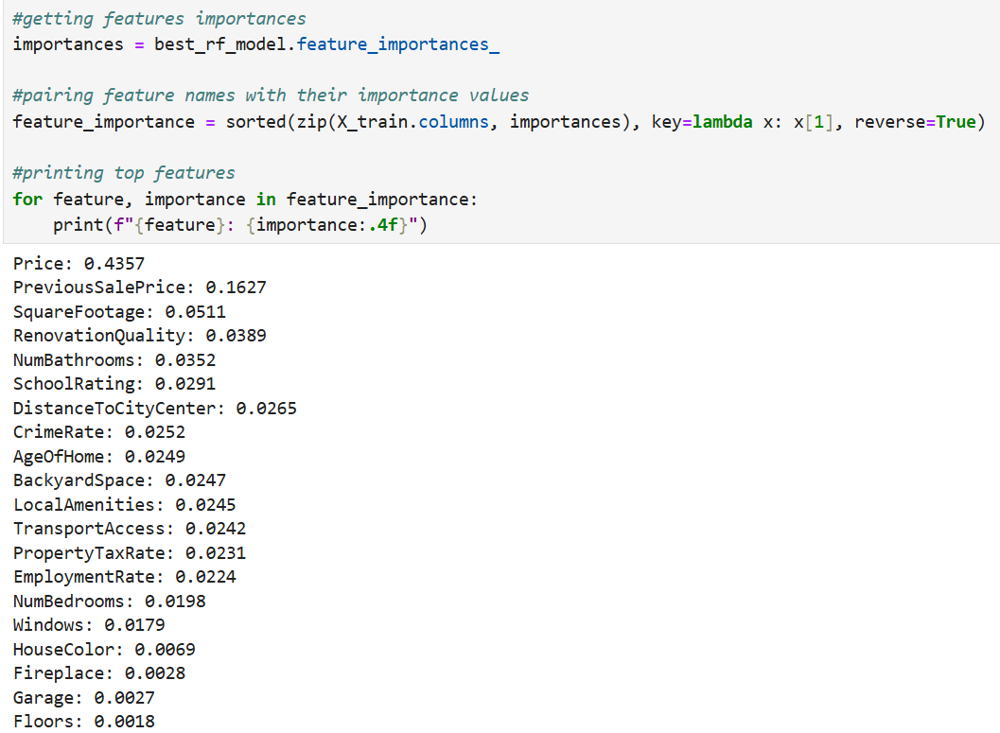 #getting features importances
importances = best_rf_model.feature_importances_
#pairing feature names with their importance values
feature_importance = sorted(zip(X_train.columns, importances), key=lambda x: x[1], reverse=True)
#printing top features
for feature, importance in feature_importance:
    print(f"{feature}: {importance:.4f}")
Price: 0.4357
PreviousSalePrice: 0.1627
SquareFootage: 0.0511
RenovationQuality: 0.0389
NumBathrooms: 0.0352
SchoolRating: 0.0291
DistanceToCityCenter: 0.0265
CrimeRate: 0.0252
AgeOfHome: 0.0249
BackyardSpace: 0.0247
LocalAmenities: 0.0245
TransportAccess: 0.0242
PropertyTaxRate: 0.0231
EmploymentRate: 0.0224
NumBedrooms: 0.0198
Windows: 0.0179
HouseColor: 0.0069
Fireplace: 0.0028
Garage: 0.0027
Floors: 0.0018